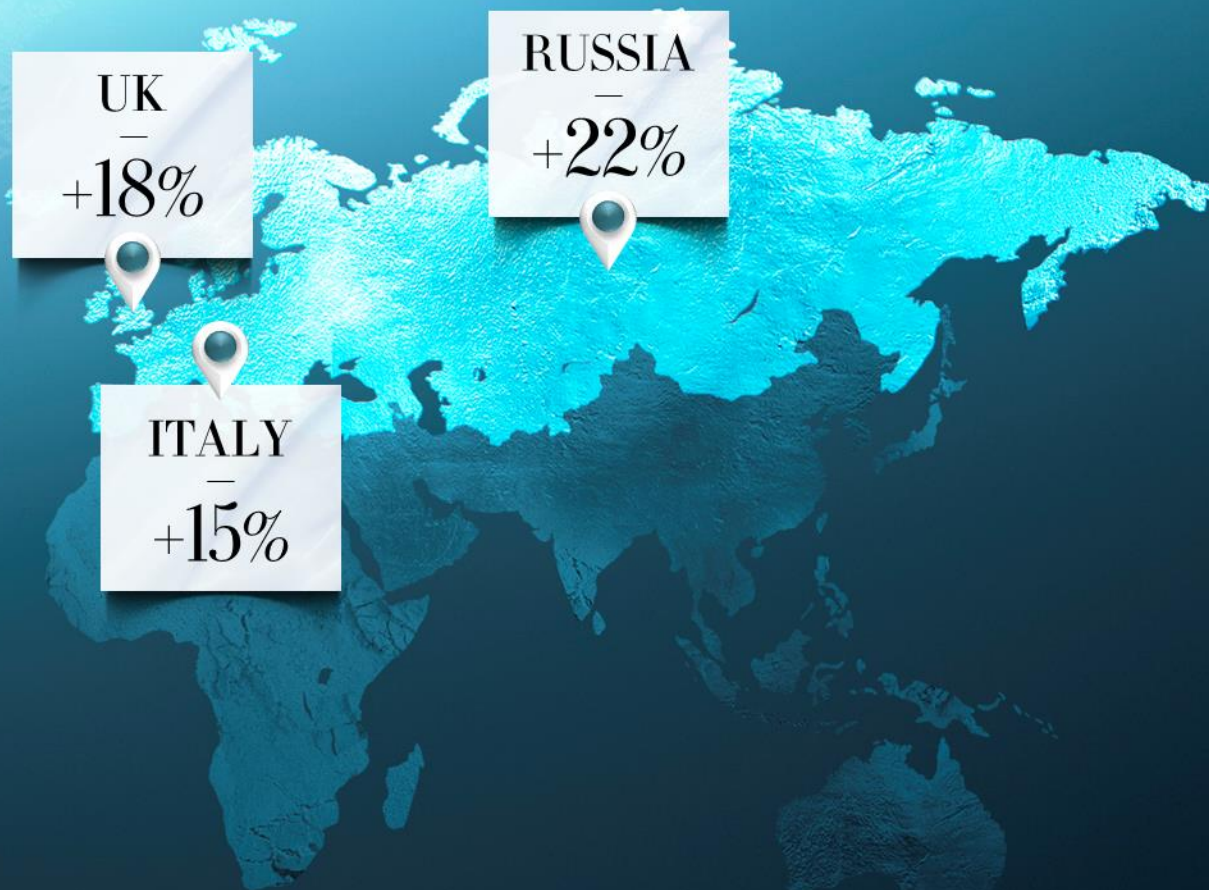 UK
—
+18%
RUSSIA
—
+22%
ITALY
—
+15%